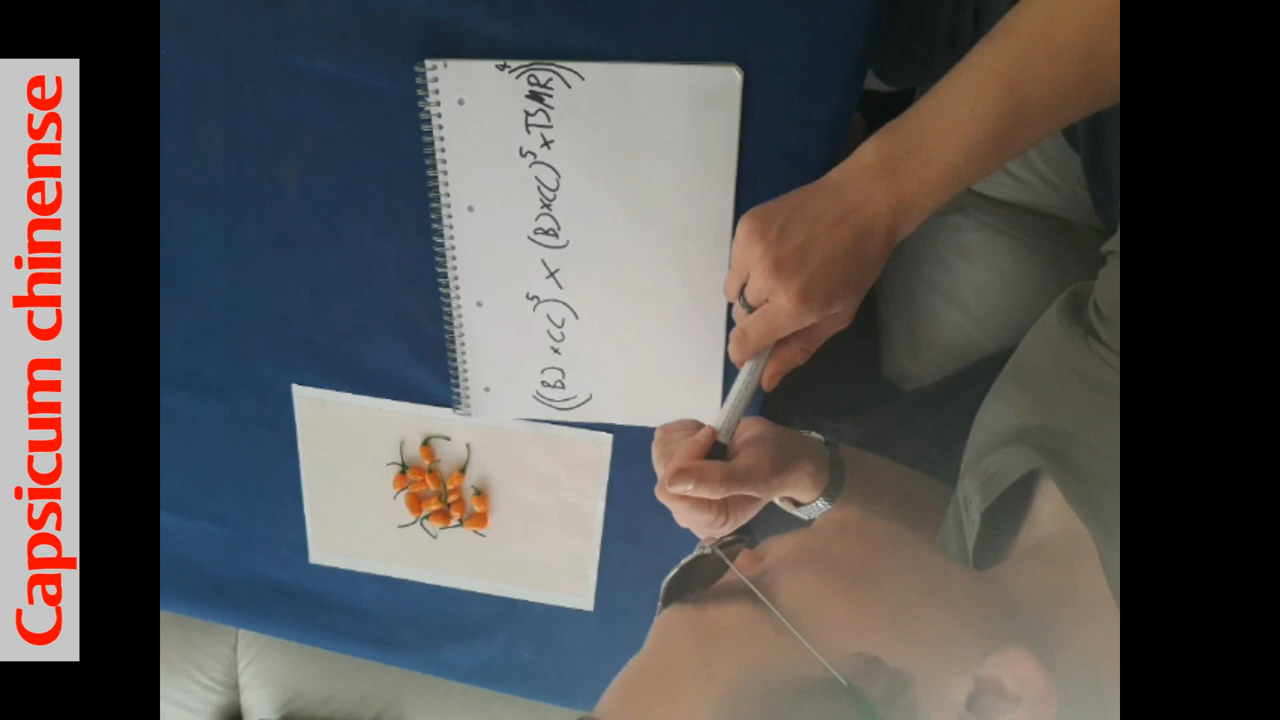 Capsicum chinense
((BJ×CC)⁵ × (BJ×CC)⁵×TSMR))⁴